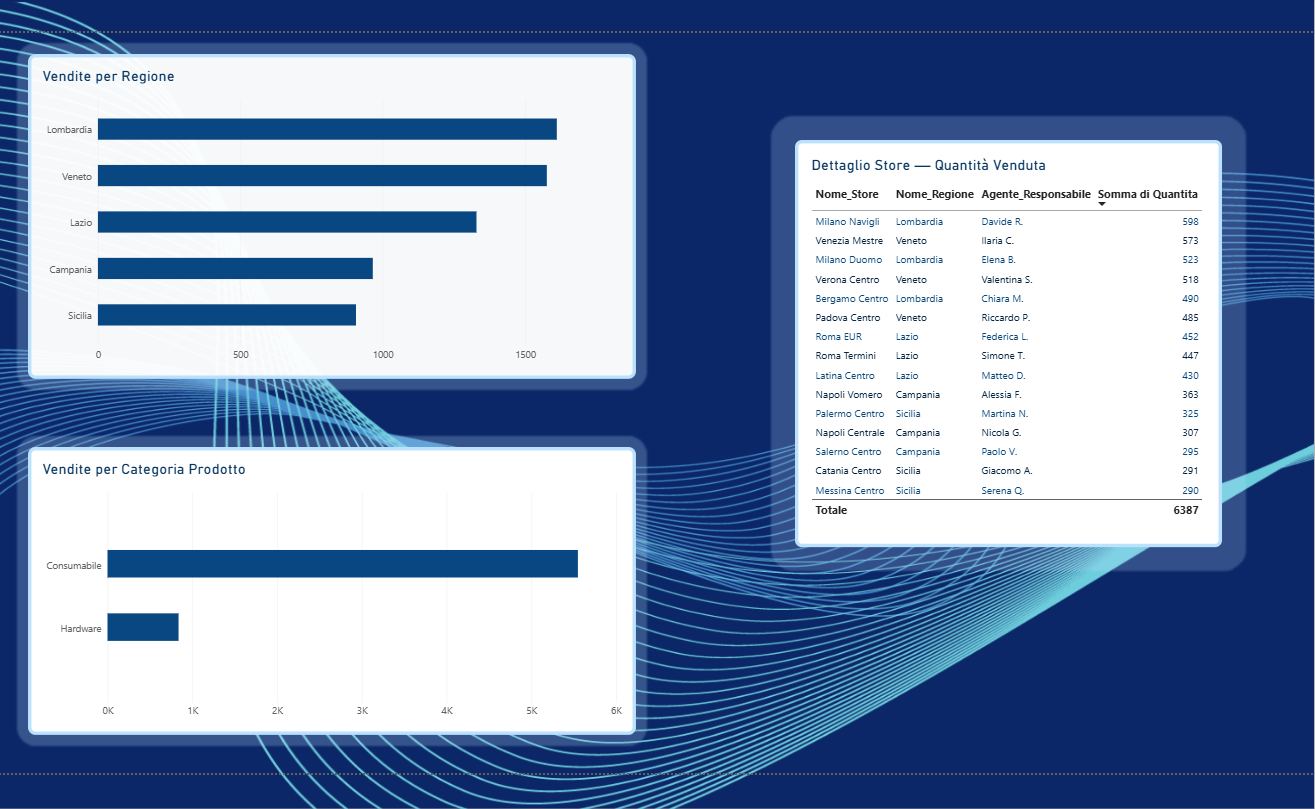 Vendite per Regione
Lombardia
Veneto
Lazio
Campania
Sicilia
0 500 1000 1500
Vendite per Categoria Prodotto
Consumabile
Hardware
0K 1K 2K 3K 4K 5K 6K
Dettaglio Store — Quantità Venduta
Nome_Store Nome_Regione Agente_Responsabile Somma di Quantita
Milano Navigli Lombardia Davide R. 598
Venezia Mestre Veneto Ilaria C. 573
Milano Duomo Lombardia Elena B. 523
Verona Centro Veneto Valentina S. 518
Bergamo Centro Lombardia Chiara M. 490
Padova Centro Veneto Riccardo P. 485
Roma EUR Lazio Federica L. 452
Roma Termini Lazio Simone T. 447
Latina Centro Lazio Matteo D. 430
Napoli Vomero Campania Alessia F. 363
Palermo Centro Sicilia Martina N. 325
Napoli Centrale Campania Nicola G. 307
Salerno Centro Campania Paolo V. 295
Catania Centro Sicilia Giacomo A. 291
Messina Centro Sicilia Serena Q. 290
Totale 6387